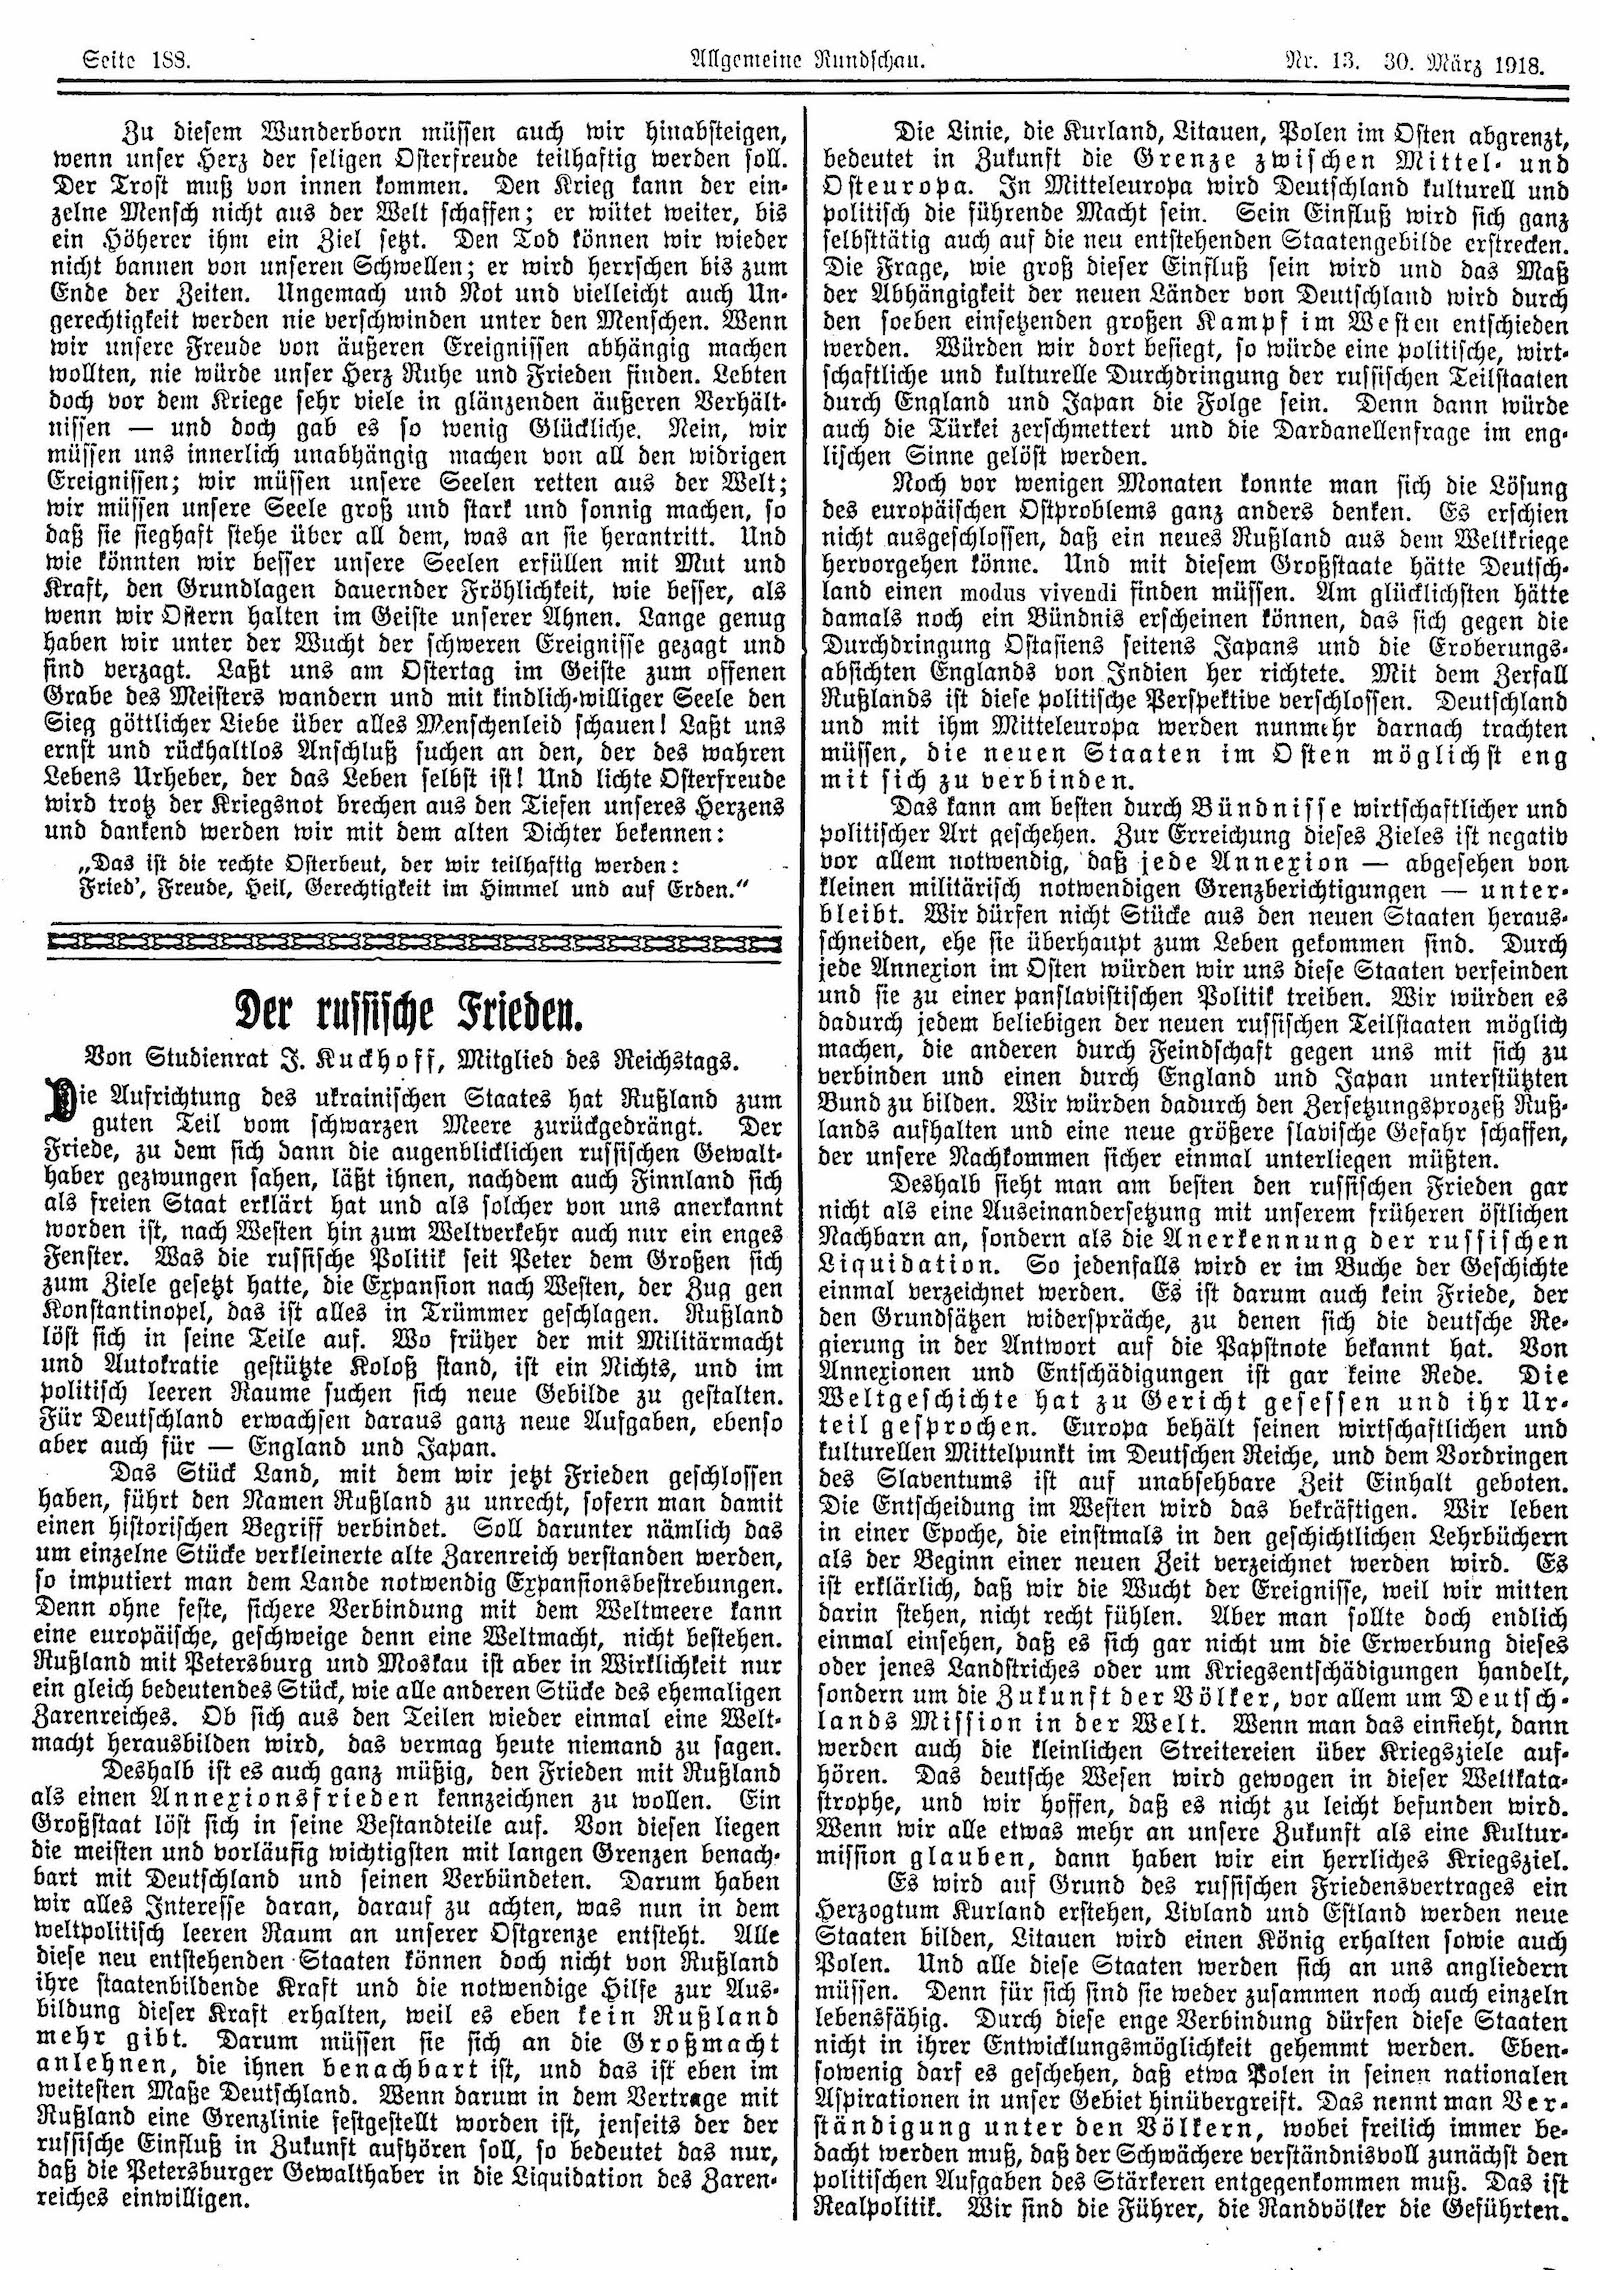 Seite 188.
Allgemeine Rundschau.
Nr. 13. 30. März 1918.
Zu diesem Wunderborn müssen auch wir hinabsteigen,
wenn unser Herz der seligen Osterfreude teilhaftig werden soll.
Der Trost muß von innen kommen. Den Krieg kann der ein-
zelne Mensch nicht aus der Welt schaffen; er wütet weiter, bis
ein Höherer ihm ein Ziel setzt. Den Tod können wir wieder
nicht bannen von unseren Schwellen; er wird herrschen bis zum
Ende der Zeiten. Ungemach und Not und vielleicht auch Un-
gerechtigkeit werden nie verschwinden unter den Menschen. Wenn
wir unsere Freude von äußeren Ereignissen abhängig machen
wollten, nie würde unser Herz Ruhe und Frieden finden. Lebten
doch vor dem Kriege sehr viele in glänzenden äußeren Verhält-
nissen — und doch gab es so wenig Glückliche. Nein, wir
müssen uns innerlich unabhängig machen von all den widrigen
Ereignissen; wir müssen unsere Seelen retten aus der Welt;
wir müssen unsere Seele groß und stark und sonnig machen, so
daß sie sieghaft stehe über all dem, was an sie herantritt. Und
wie könnten wir besser unsere Seelen erfüllen mit Mut und
Kraft, den Grundlagen dauernder Fröhlichkeit, wie besser, als
wenn wir Ostern halten im Geiste unserer Ahnen. Lange genug
haben wir unter der Wucht der schweren Ereignisse gezagt und
sind verzagt. Laßt uns am Ostertag im Geiste zum offenen
Grabe des Meisters wandern und mit kindlich-williger Seele den
Sieg göttlicher Liebe über alles Menschenleid schauen! Laßt uns
ernst und rückhaltlos Anschluß suchen an den, der des wahren
Lebens Urheber, der das Leben selbst ist! Und lichte Osterfreude
wird trotz der Kriegsnot brechen aus den Tiefen unseres Herzens
und dankend werden wir mit dem alten Dichter bekennen:
„Das ist die rechte Osterbeut, der wir teilhaftig werden:
Fried', Freude, Heil, Gerechtigkeit im Himmel und auf Erden.“
Der russische Frieden.
Von Studienrat J. Kuckhoff, Mitglied des Reichstags.
Die Aufrichtung des ukrainischen Staates hat Rußland zum
guten Teil vom schwarzen Meere zurückgedrängt. Der
Friede, zu dem sich dann die augenblicklichen russischen Gewalt-
haber gezwungen sahen, läßt ihnen, nachdem auch Finnland sich
als freien Staat erklärt hat und als solcher von uns anerkannt
worden ist, nach Westen hin zum Weltverkehr auch nur ein enges
Fenster. Was die russische Politik seit Peter dem Großen sich
zum Ziele gesetzt hatte, die Expansion nach Westen, der Zug gen
Konstantinopel, das ist alles in Trümmer geschlagen. Rußland
löst sich in seine Teile auf. Wo früher der mit Militärmacht
und Autokratie gestützte Koloß stand, ist ein Nichts, und im
politisch leeren Raume suchen sich neue Gebilde zu gestalten.
Für Deutschland erwachsen daraus ganz neue Aufgaben, ebenso
aber auch für — England und Japan.
Das Stück Land, mit dem wir jetzt Frieden geschlossen
haben, führt den Namen Rußland zu unrecht, sofern man damit
einen historischen Begriff verbindet. Soll darunter nämlich das
um einzelne Stücke verkleinerte alte Zarenreich verstanden werden,
so imputiert man dem Lande notwendig Expansionsbestrebungen.
Denn ohne feste, sichere Verbindung mit dem Weltmeere kann
eine europäische, geschweige denn eine Weltmacht, nicht bestehen.
Rußland mit Petersburg und Moskau ist aber in Wirklichkeit nur
ein gleich bedeutendes Stück, wie alle anderen Stücke des ehemaligen
Zarenreiches. Ob sich aus den Teilen wieder einmal eine Welt-
macht herausbilden wird, das vermag heute niemand zu sagen.
Deshalb ist es auch ganz müßig, den Frieden mit Rußland
als einen Annexionsfrieden kennzeichnen zu wollen. Ein
Großstaat löst sich in seine Bestandteile auf. Von diesen liegen
die meisten und vorläufig wichtigsten mit langen Grenzen benach-
bart mit Deutschland und seinen Verbündeten. Darum haben
wir alles Interesse daran, darauf zu achten, was nun in dem
weltpolitisch leeren Raum an unserer Ostgrenze entsteht. Alle
diese neu entstehenden Staaten können doch nicht von Rußland
ihre staatenbildende Kraft und die notwendige Hilfe zur Aus-
bildung dieser Kraft erhalten, weil es eben kein Rußland
mehr gibt. Darum müssen sie sich an die Großmacht
anlehnen, die ihnen benachbart ist, und das ist eben im
weitesten Maße Deutschland. Wenn darum in dem Vertrage mit
Rußland eine Grenzlinie festgestellt worden ist, jenseits der der
russische Einfluß in Zukunft aufhören soll, so bedeutet das nur,
daß die Petersburger Gewalthaber in die Liquidation des Zaren-
reiches einwilligen.
Die Linie, die Kurland, Litauen, Polen im Osten abgrenzt,
bedeutet in Zukunft die Grenze zwischen Mittel- und
Osteuropa. In Mitteleuropa wird Deutschland kulturell und
politisch die führende Macht sein. Sein Einfluß wird sich ganz
selbsttätig auch auf die neu entstehenden Staatengebilde erstrecken.
Die Frage, wie groß dieser Einfluß sein wird und das Maß
der Abhängigkeit der neuen Länder von Deutschland wird durch
den soeben einsetzenden großen Kampf im Westen entschieden
werden. Würden wir dort besiegt, so würde eine politische, wirt-
schaftliche und kulturelle Durchdringung der russischen Teilstaaten
durch England und Japan die Folge sein. Denn dann würde
auch die Türkei zerschmettert und die Dardanellenfrage im eng-
lischen Sinne gelöst werden.
Noch vor wenigen Monaten konnte man sich die Lösung
des europäischen Ostproblems ganz anders denken. Es erschien
nicht ausgeschlossen, daß ein neues Rußland aus dem Weltkriege
hervorgehen könne. Und mit diesem Großstaate hätte Deutsch-
land einen modus vivendi finden müssen. Am glücklichsten hätte
damals noch ein Bündnis erscheinen können, das sich gegen die
Durchdringung Ostasiens seitens Japans und die Eroberungs-
absichten Englands von Indien her richtete. Mit dem Zerfall
Rußlands ist diese politische Perspektive verschlossen. Deutschland
und mit ihm Mitteleuropa werden nunmehr darnach trachten
müssen, die neuen Staaten im Osten möglichst eng
mit sich zu verbinden.
Das kann am besten durch Bündnisse wirtschaftlicher und
politischer Art geschehen. Zur Erreichung dieses Zieles ist negativ
vor allem notwendig, daß jede Annexion — abgesehen von
kleinen militärisch notwendigen Grenzberichtigungen — unter-
bleibt. Wir dürfen nicht Stücke aus den neuen Staaten heraus-
schneiden, ehe sie überhaupt zum Leben gekommen sind. Durch
jede Annexion im Osten würden wir uns diese Staaten verfeinden
und sie zu einer panslavistischen Politik treiben. Wir würden es
dadurch jedem beliebigen der neuen russischen Teilstaaten möglich
machen, die anderen durch Feindschaft gegen uns mit sich zu
verbinden und einen durch England und Japan unterstützten
Bund zu bilden. Wir würden dadurch den Zersetzungsprozeß Ruß-
lands aufhalten und eine neue größere slavische Gefahr schaffen,
der unsere Nachkommen sicher einmal unterliegen müßten.
Deshalb sieht man am besten den russischen Frieden gar
nicht als eine Auseinandersetzung mit unserem früheren östlichen
Nachbarn an, sondern als die Anerkennung der russischen
Liquidation. So jedenfalls wird er im Buche der Geschichte
einmal verzeichnet werden. Es ist darum auch kein Friede, der
den Grundsätzen widerspräche, zu denen sich die deutsche Re-
gierung in der Antwort auf die Papstnote bekannt hat. Von
Annexionen und Entschädigungen ist gar keine Rede. Die
Weltgeschichte hat zu Gericht gesessen und ihr Ur-
teil gesprochen. Europa behält seinen wirtschaftlichen und
kulturellen Mittelpunkt im Deutschen Reiche, und dem Vordringen
des Slaventums ist auf unabsehbare Zeit Einhalt geboten.
Die Entscheidung im Westen wird das bekräftigen. Wir leben
in einer Epoche, die einstmals in den geschichtlichen Lehrbüchern
als der Beginn einer neuen Zeit verzeichnet werden wird. Es
ist erklärlich, daß wir die Wucht der Ereignisse, weil wir mitten
darin stehen, nicht recht fühlen. Aber man sollte doch endlich
einmal einsehen, daß es sich gar nicht um die Erwerbung dieses
oder jenes Landstriches oder um Kriegsentschädigungen handelt,
sondern um die Zukunft der Völker, vor allem um Deutsch-
lands Mission in der Welt. Wenn man das einsieht, dann
werden auch die kleinlichen Streitereien über Kriegsziele auf-
hören. Das deutsche Wesen wird gewogen in dieser Weltkata-
strophe, und wir hoffen, daß es nicht zu leicht befunden wird.
Wenn wir alle etwas mehr an unsere Zukunft als eine Kultur-
mission glauben, dann haben wir ein herrliches Kriegsziel.
Es wird auf Grund des russischen Friedensvertrages ein
Herzogtum Kurland erstehen, Livland und Estland werden neue
Staaten bilden, Litauen wird einen König erhalten sowie auch
Polen. Und alle diese Staaten werden sich an uns angliedern
müssen. Denn für sich sind sie weder zusammen noch auch einzeln
lebensfähig. Durch diese enge Verbindung dürfen diese Staaten
nicht in ihrer Entwicklungsmöglichkeit gehemmt werden. Eben-
sowenig darf es geschehen, daß etwa Polen in seinen nationalen
Aspirationen in unser Gebiet hinübergreift. Das nennt man Ver-
ständigung unter den Völkern, wobei freilich immer be-
dacht werden muß, daß der Schwächere verständnisvoll zunächst den
politischen Aufgaben des Stärkeren entgegenkommen muß. Das ist
Realpolitik. Wir sind die Führer, die Randvölker die Geführten.